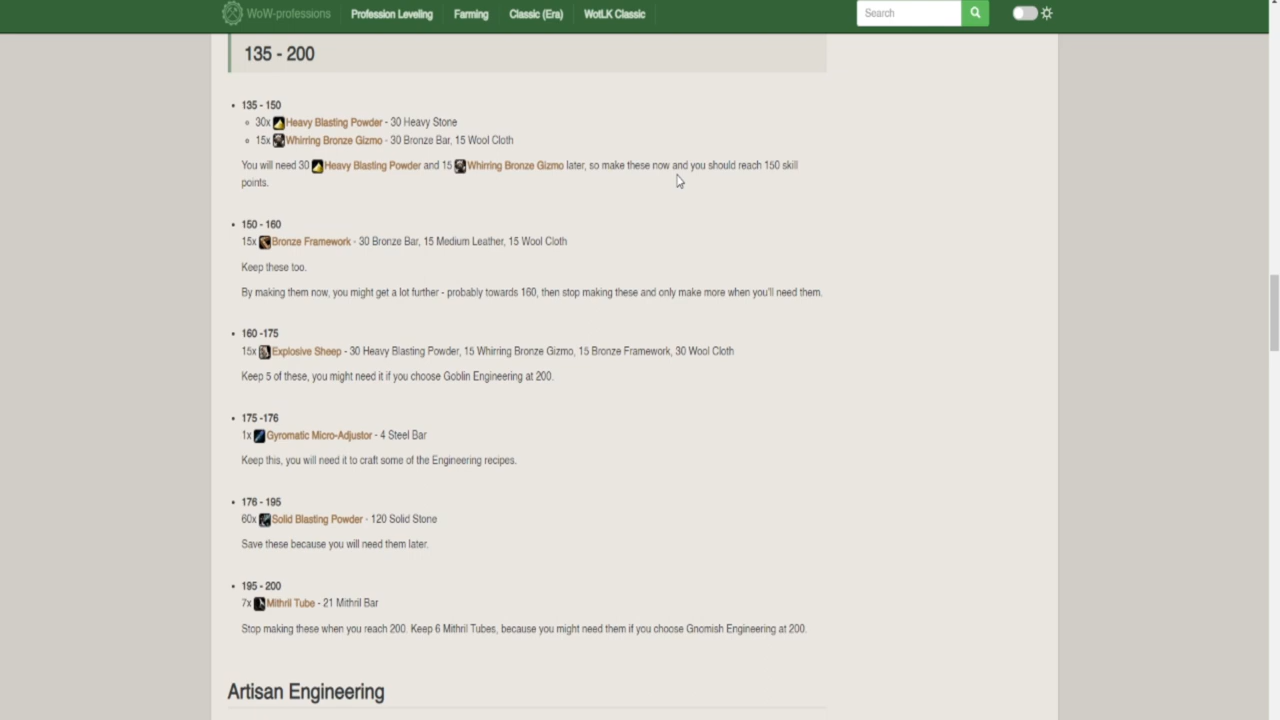 WoW-professions Profession Leveling Farming Classic (Era) WotLK Classic Search
135 - 200
135 - 150
30x Heavy Blasting Powder - 30 Heavy Stone
15x Whirring Bronze Gizmo - 30 Bronze Bar, 15 Wool Cloth
You will need 30 Heavy Blasting Powder and 15 Whirring Bronze Gizmo later, so make these now and you should reach 150 skill
points.
150 - 160
15x Bronze Framework - 30 Bronze Bar, 15 Medium Leather, 15 Wool Cloth
Keep these too.
By making them now, you might get a lot further - probably towards 160, then stop making these and only make more when you'll need them.
160 -175
15x Explosive Sheep - 30 Heavy Blasting Powder, 15 Whirring Bronze Gizmo, 15 Bronze Framework, 30 Wool Cloth
Keep 5 of these, you might need it if you choose Goblin Engineering at 200.
175 -176
1x Gyromatic Micro-Adjustor - 4 Steel Bar
Keep this, you will need it to craft some of the Engineering recipes.
176 - 195
60x Solid Blasting Powder - 120 Solid Stone
Save these because you will need them later.
195 - 200
7x Mithril Tube - 21 Mithril Bar
Stop making these when you reach 200. Keep 6 Mithril Tubes, because you might need them if you choose Gnomish Engineering at 200.
Artisan Engineering